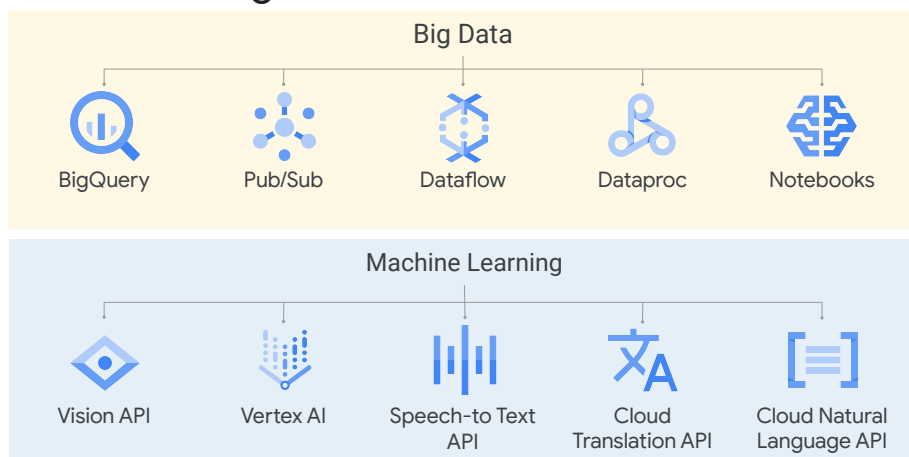 Big Data
BigQuery
Pub/Sub
Dataflow
Dataproc
Notebooks
Machine Learning
Vision API
Vertex AI
Speech-to Text
API
Cloud
Translation API
Cloud Natural
Language API